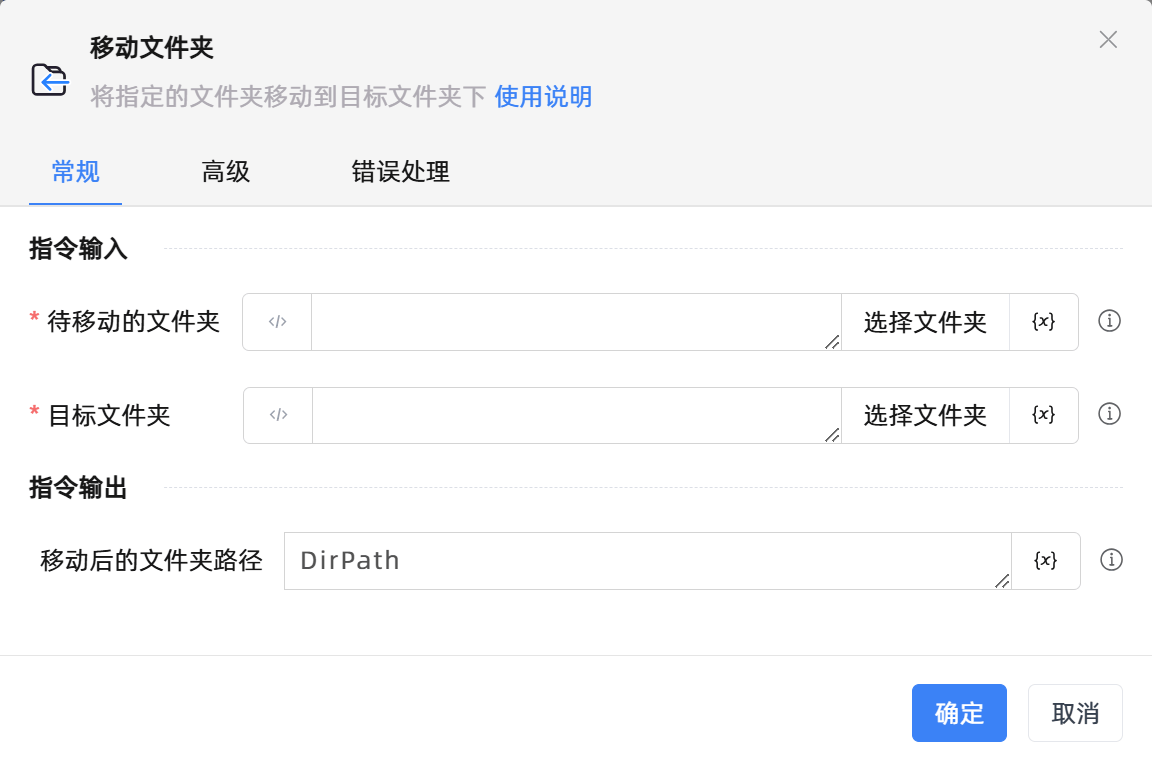 移动文件夹
将指定的文件夹移动到目标文件夹下 使用说明
常规 高级 错误处理
指令输入
* 待移动的文件夹 </> 选择文件夹 {x}
* 目标文件夹 </> 选择文件夹 {x}
指令输出
移动后的文件夹路径 DirPath {x}
确定 取消